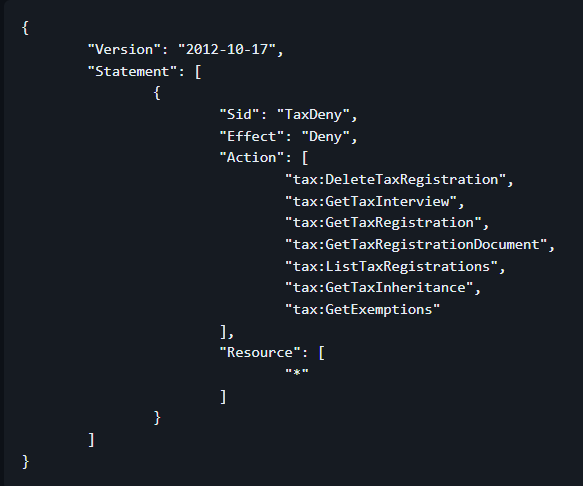 {
"Version": "2012-10-17",
"Statement": [
{
"Sid": "TaxDeny",
"Effect": "Deny",
"Action": [
"tax:DeleteTaxRegistration",
"tax:GetTaxInterview",
"tax:GetTaxRegistration",
"tax:GetTaxRegistrationDocument",
"tax:ListTaxRegistrations",
"tax:GetTaxInheritance",
"tax:GetExemptions"
],
"Resource": [
"*"
]
}
]
}